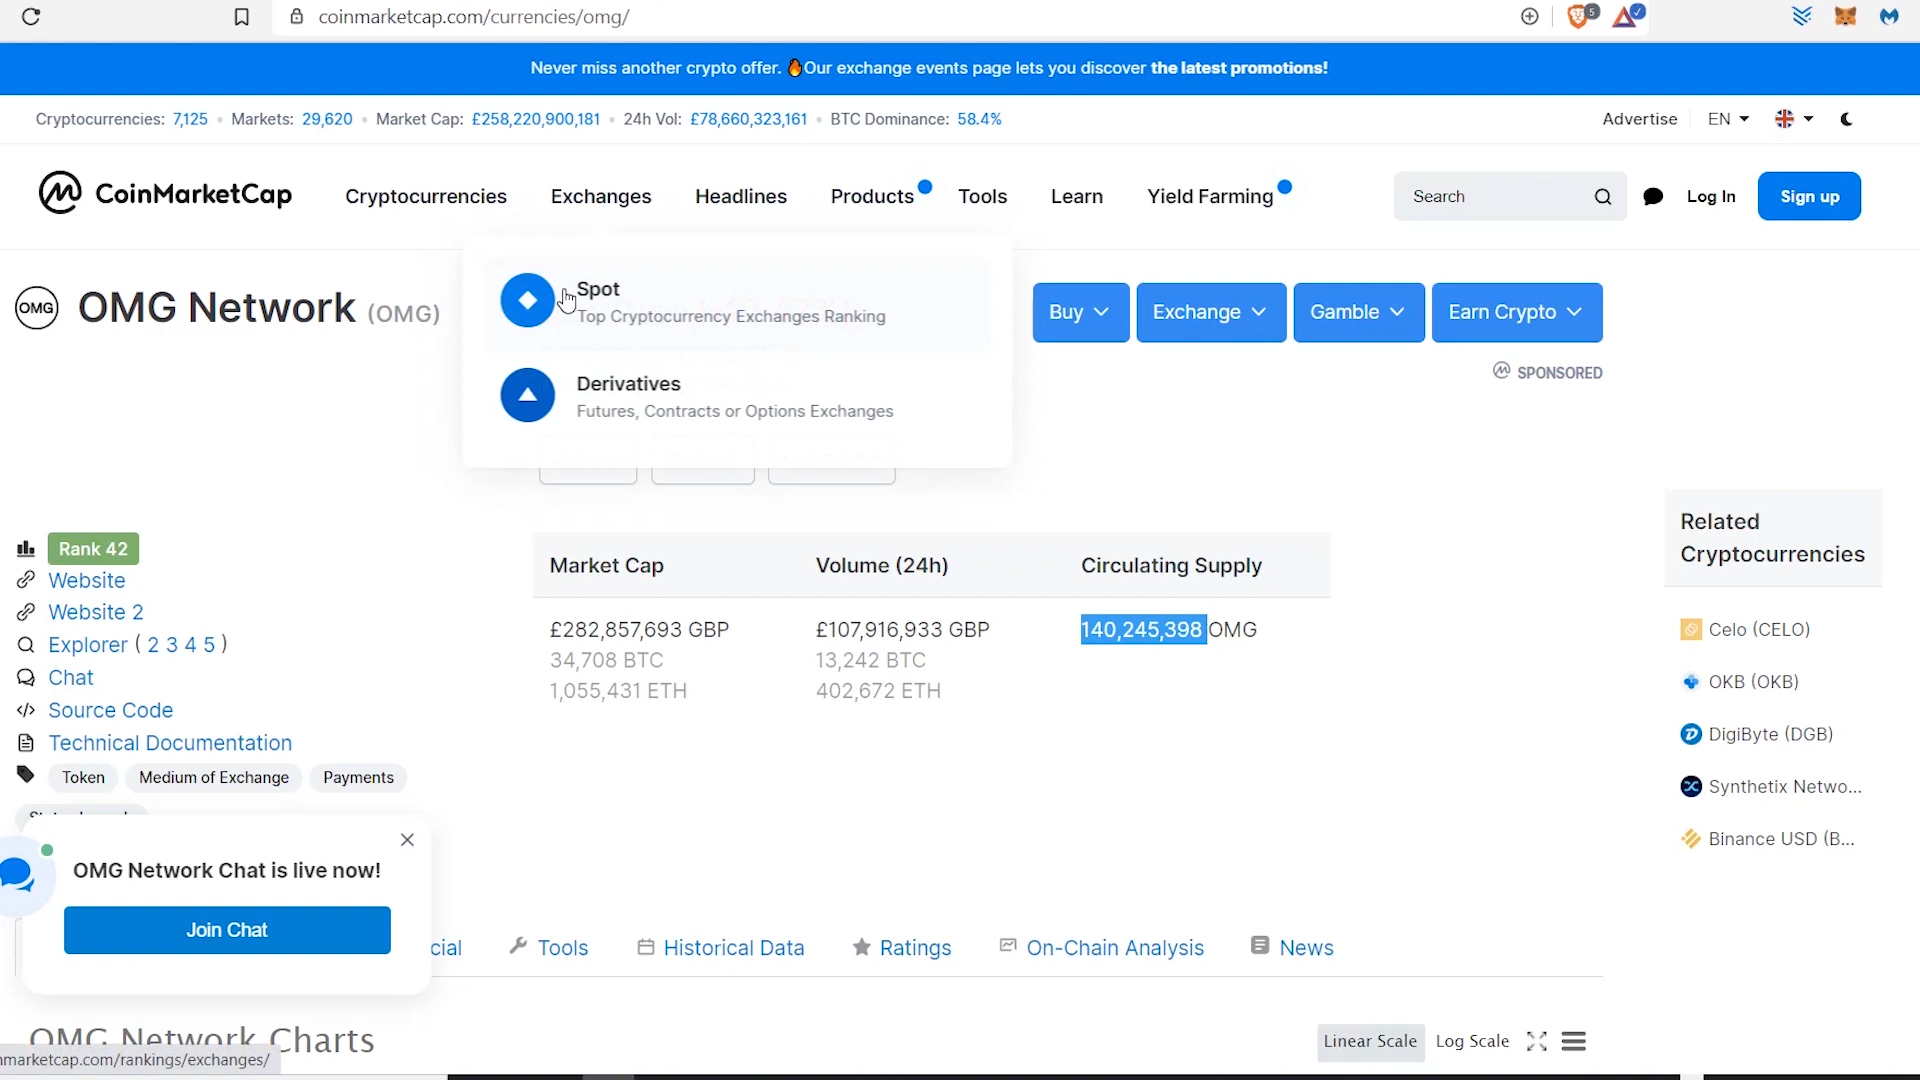 coinmarketcap.com/currencies/omg/
5
Never miss another crypto offer. 🔥Our exchange events page lets you discover the latest promotions!
Cryptocurrencies: 7,125 • Markets: 29,620 • Market Cap: £258,220,900,181 • 24h Vol: £78,660,323,161 • BTC Dominance: 58.4%
Advertise EN
CoinMarketCap Cryptocurrencies Exchanges Headlines Products Tools Learn Yield Farming Search Log In Sign up
OMG OMG Network (OMG)
Spot
Top Cryptocurrency Exchanges Ranking
Derivatives
Futures, Contracts or Options Exchanges
Buy Exchange Gamble Earn Crypto
SPONSORED
Rank 42
Website
Website 2
Explorer ( 2 3 4 5 )
Chat
Source Code
Technical Documentation
Token Medium of Exchange Payments
Market Cap Volume (24h) Circulating Supply
£282,857,693 GBP £107,916,933 GBP 140,245,398 OMG
34,708 BTC 13,242 BTC
1,055,431 ETH 402,672 ETH
Related
Cryptocurrencies
Celo (CELO)
OKB (OKB)
DigiByte (DGB)
Synthetix Netwo...
Binance USD (B...
OMG Network Chat is live now!
Join Chat
cial Tools Historical Data Ratings On-Chain Analysis News
OMG Network Charts
Linear Scale Log Scale
nmarketcap.com/rankings/exchanges/